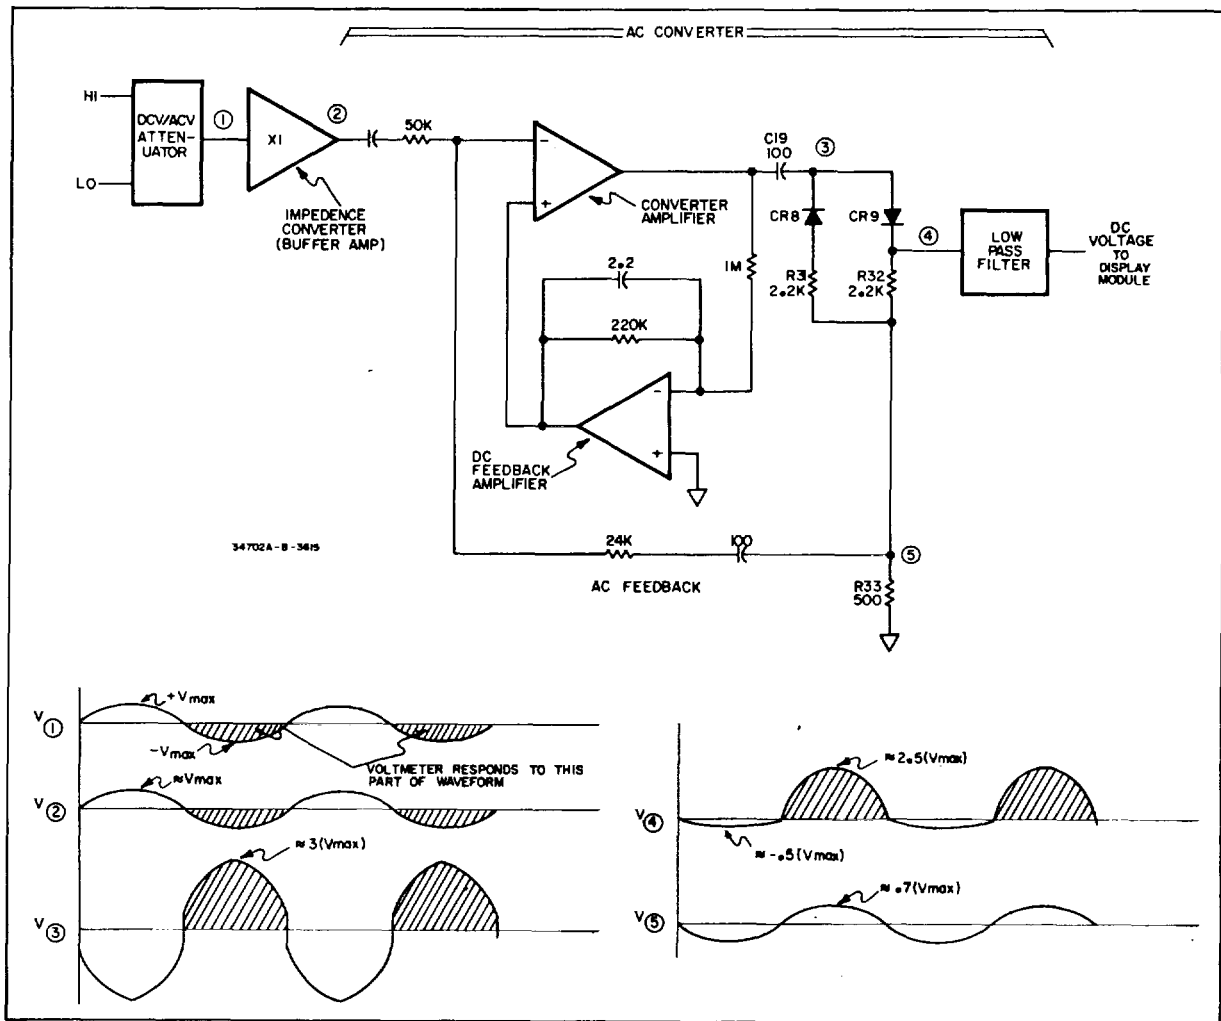 AC CONVERTER
HI
LO
DCV/ACV
ATTEN-
UATOR
①
X1
②
IMPEDENCE
CONVERTER
(BUFFER AMP)
50K
−
+
CONVERTER
AMPLIFIER
C19
100
③
CR8
CR9
④
R31
2.2K
R32
2.2K
LOW
PASS
FILTER
DC
VOLTAGE
TO
DISPLAY
MODULE
1M
2.2
220K
−
+
DC
FEEDBACK
AMPLIFIER
34702A-B-3615
24K
100
⑤
AC FEEDBACK
R33
500
V①
+Vmax
−Vmax
VOLTMETER RESPONDS TO THIS
PART OF WAVEFORM
V②
≈Vmax
V③
≈3(Vmax)
V④
≈2.5(Vmax)
≈-.5(Vmax)
V⑤
≈.7(Vmax)